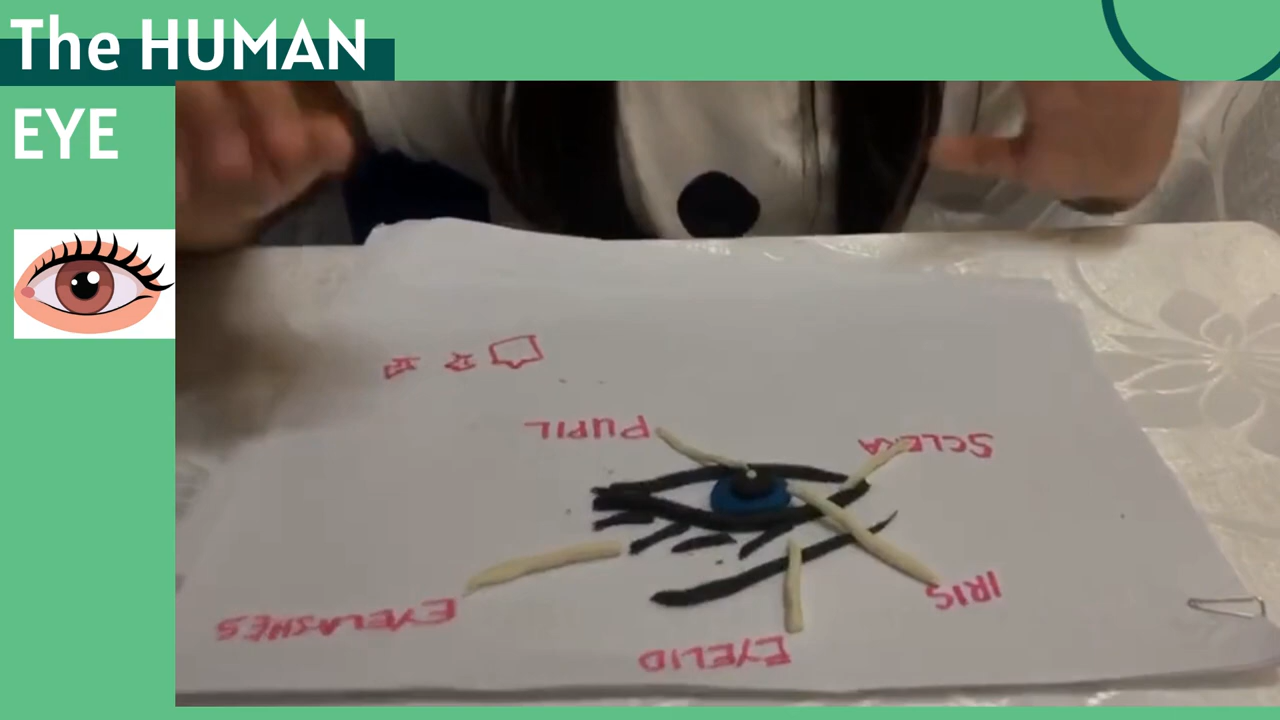 The HUMAN
EYE
PUPIL
SCLERA
IRIS
EYELASHES
EYELID